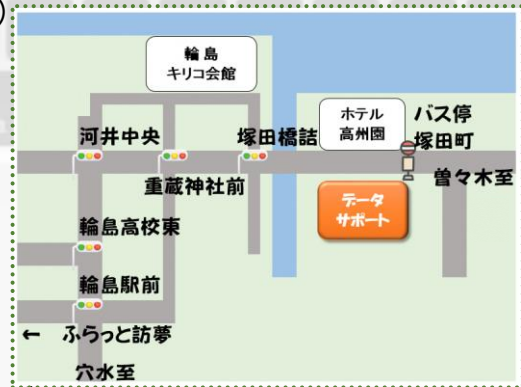 輪島
キリコ会館
ホテル
高州園
バス停
塚田町
河井中央
塚田橋詰
重蔵神社前
曽々木至
データ
サポート
輪島高校東
輪島駅前
← ふらっと訪夢
穴水至